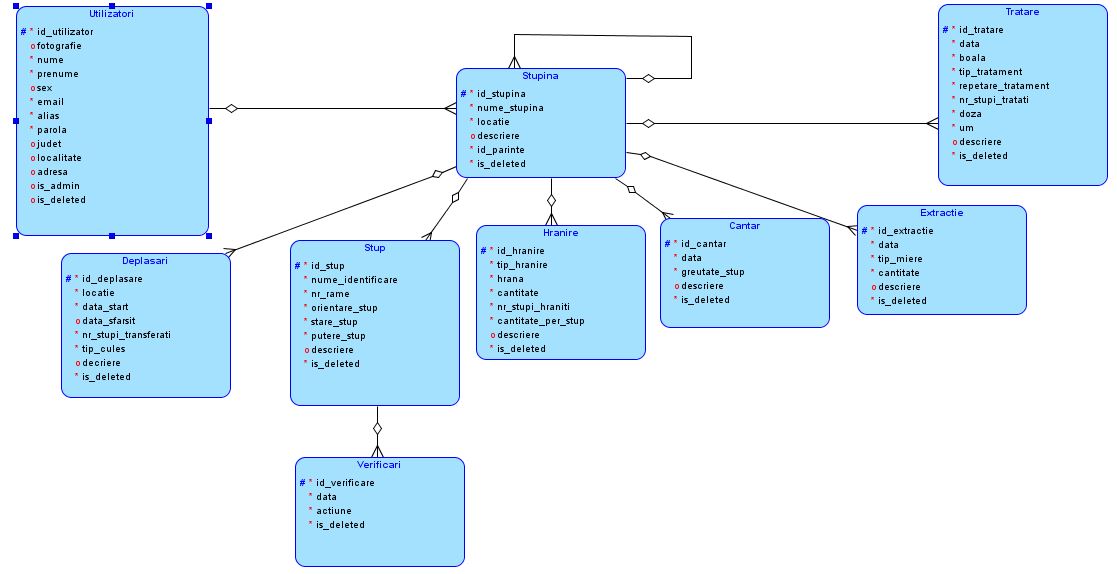 Utilizatori
# * id_utilizator
o fotografie
* nume
* prenume
o sex
* email
* alias
* parola
o judet
o localitate
o adresa
o is_admin
o is_deleted
Stupina
# * id_stupina
* nume_stupina
* locatie
o descriere
* id_parinte
* is_deleted
Tratare
# * id_tratare
* data
* boala
* tip_tratament
* repetare_tratament
* nr_stupi_tratati
* doza
* um
o descriere
* is_deleted
Deplasari
# * id_deplasare
* locatie
* data_start
o data_sfarsit
* nr_stupi_transferati
* tip_cules
o decriere
* is_deleted
Stup
# * id_stup
* nume_identificare
* nr_rame
* orientare_stup
* stare_stup
* putere_stup
o descriere
* is_deleted
Hranire
# * id_hranire
* tip_hranire
* hrana
* cantitate
* nr_stupi_hraniti
* cantitate_per_stup
o descriere
* is_deleted
Cantar
# * id_cantar
* data
* greutate_stup
o descriere
* is_deleted
Extractie
# * id_extractie
* data
* tip_miere
* cantitate
o descriere
* is_deleted
Verificari
# * id_verificare
* data
* actiune
* is_deleted